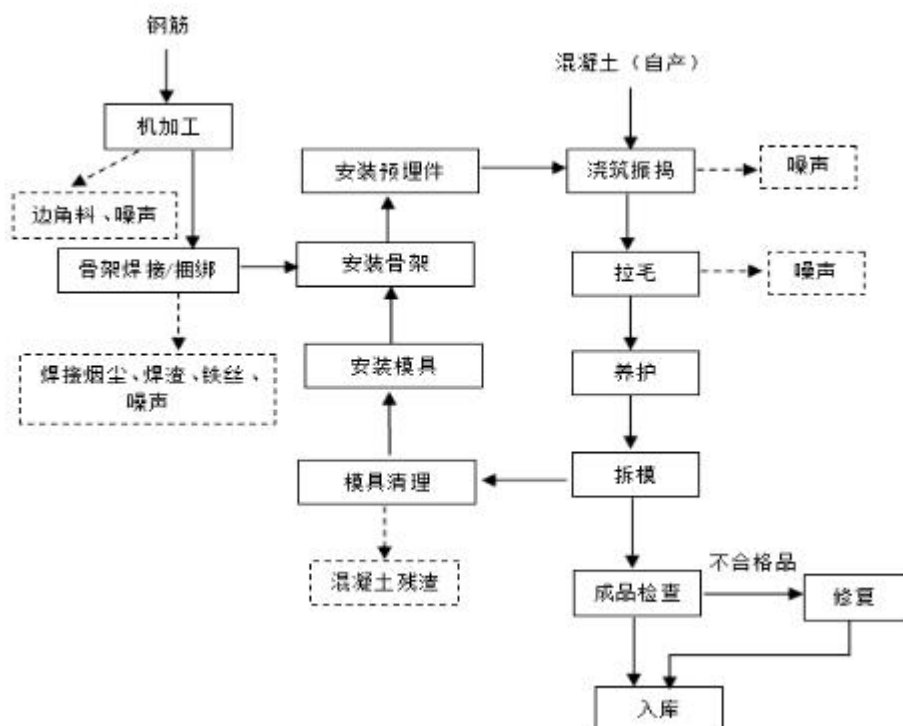 钢筋
混凝土（自产）
机加工
安装预埋件
浇筑振捣
噪声
边角料、噪声
骨架焊接/捆绑
安装骨架
拉毛
噪声
焊接烟尘、焊渣、铁丝、
噪声
安装模具
养护
模具清理
拆模
混凝土残渣
成品检查
不合格品
修复
入库